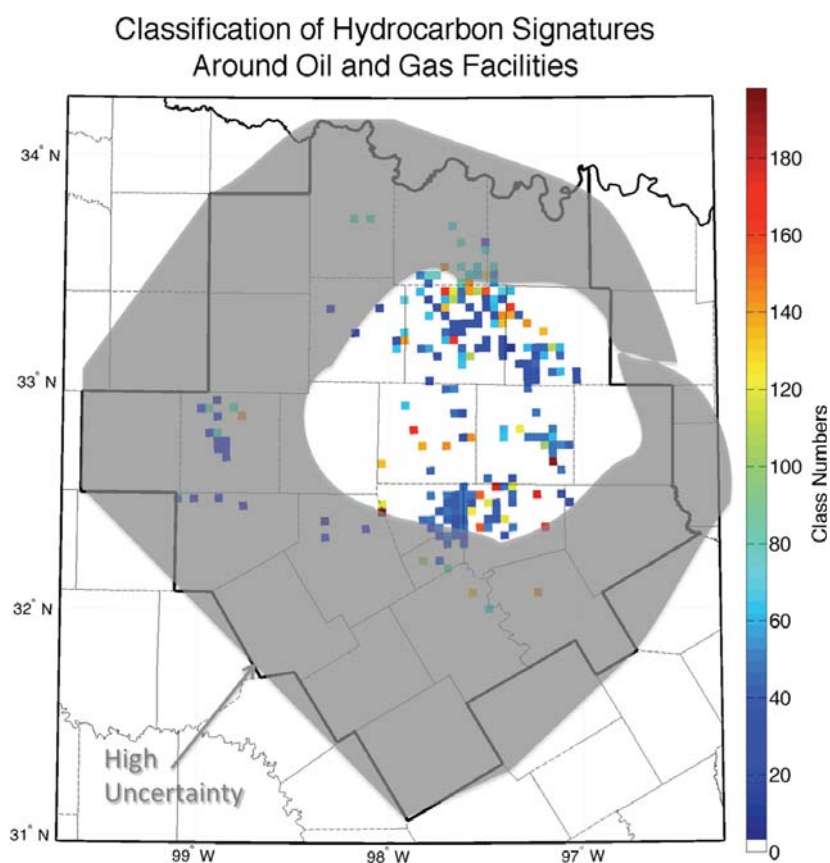 Classification of Hydrocarbon Signatures
Around Oil and Gas Facilities
34° N
33° N
32° N
31° N
99° W
98° W
97° W
High
Uncertainty
180
160
140
120
100
80
60
40
20
0
Class Numbers